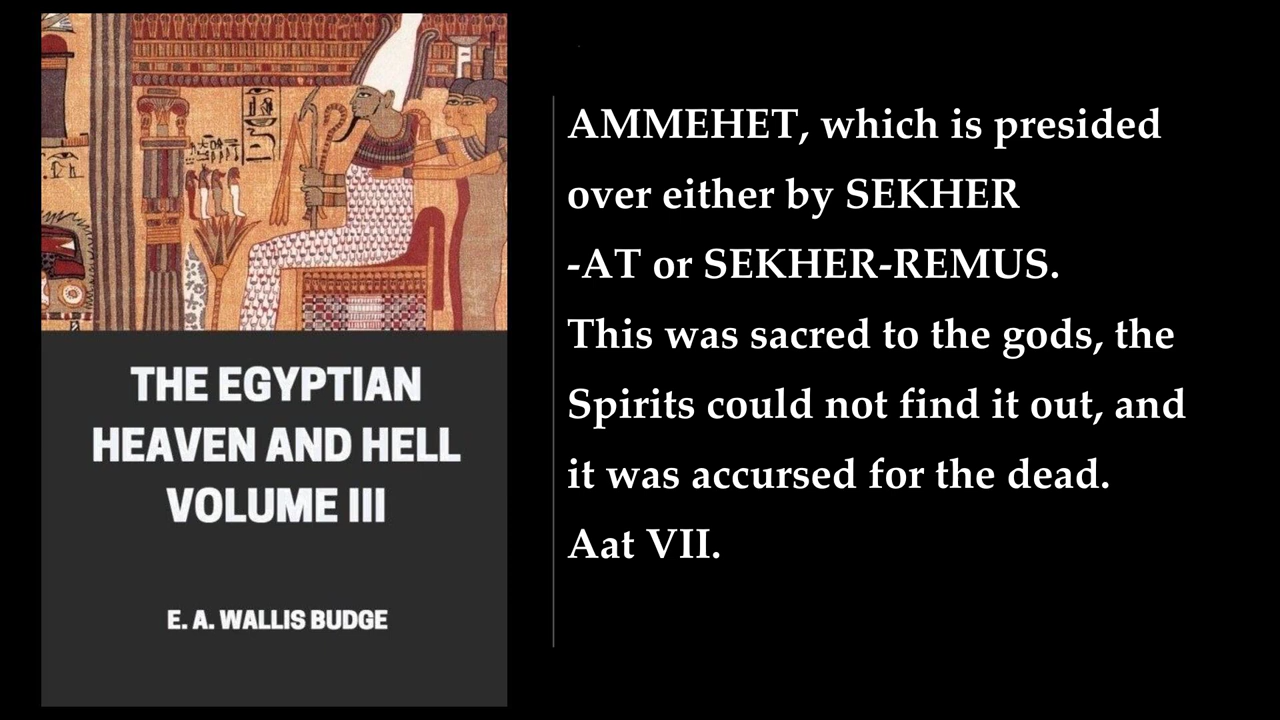 THE EGYPTIAN
HEAVEN AND HELL
VOLUME III
E. A. WALLIS BUDGE
AMMEHET, which is presided
over either by SEKHER
-AT or SEKHER-REMUS.
This was sacred to the gods, the
Spirits could not find it out, and
it was accursed for the dead.
Aat VII.